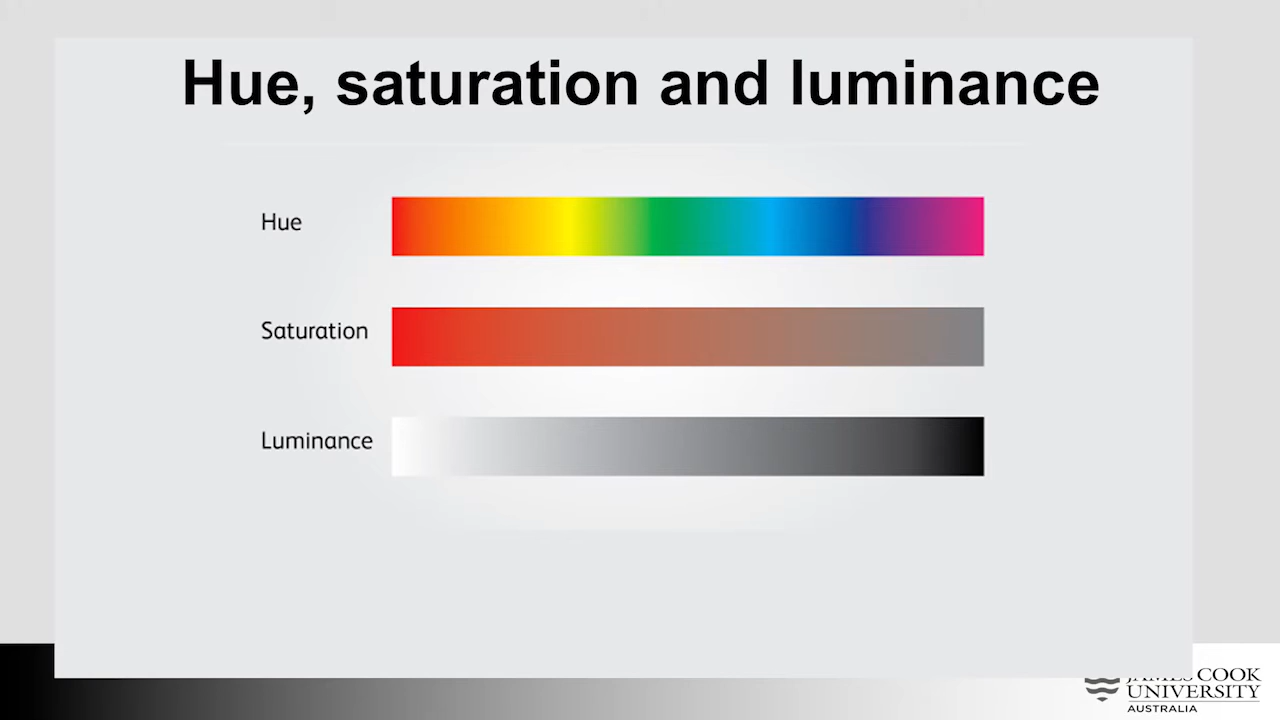 Hue, saturation and luminance
Hue
Saturation
Luminance
JAMES COOK
UNIVERSITY
AUSTRALIA